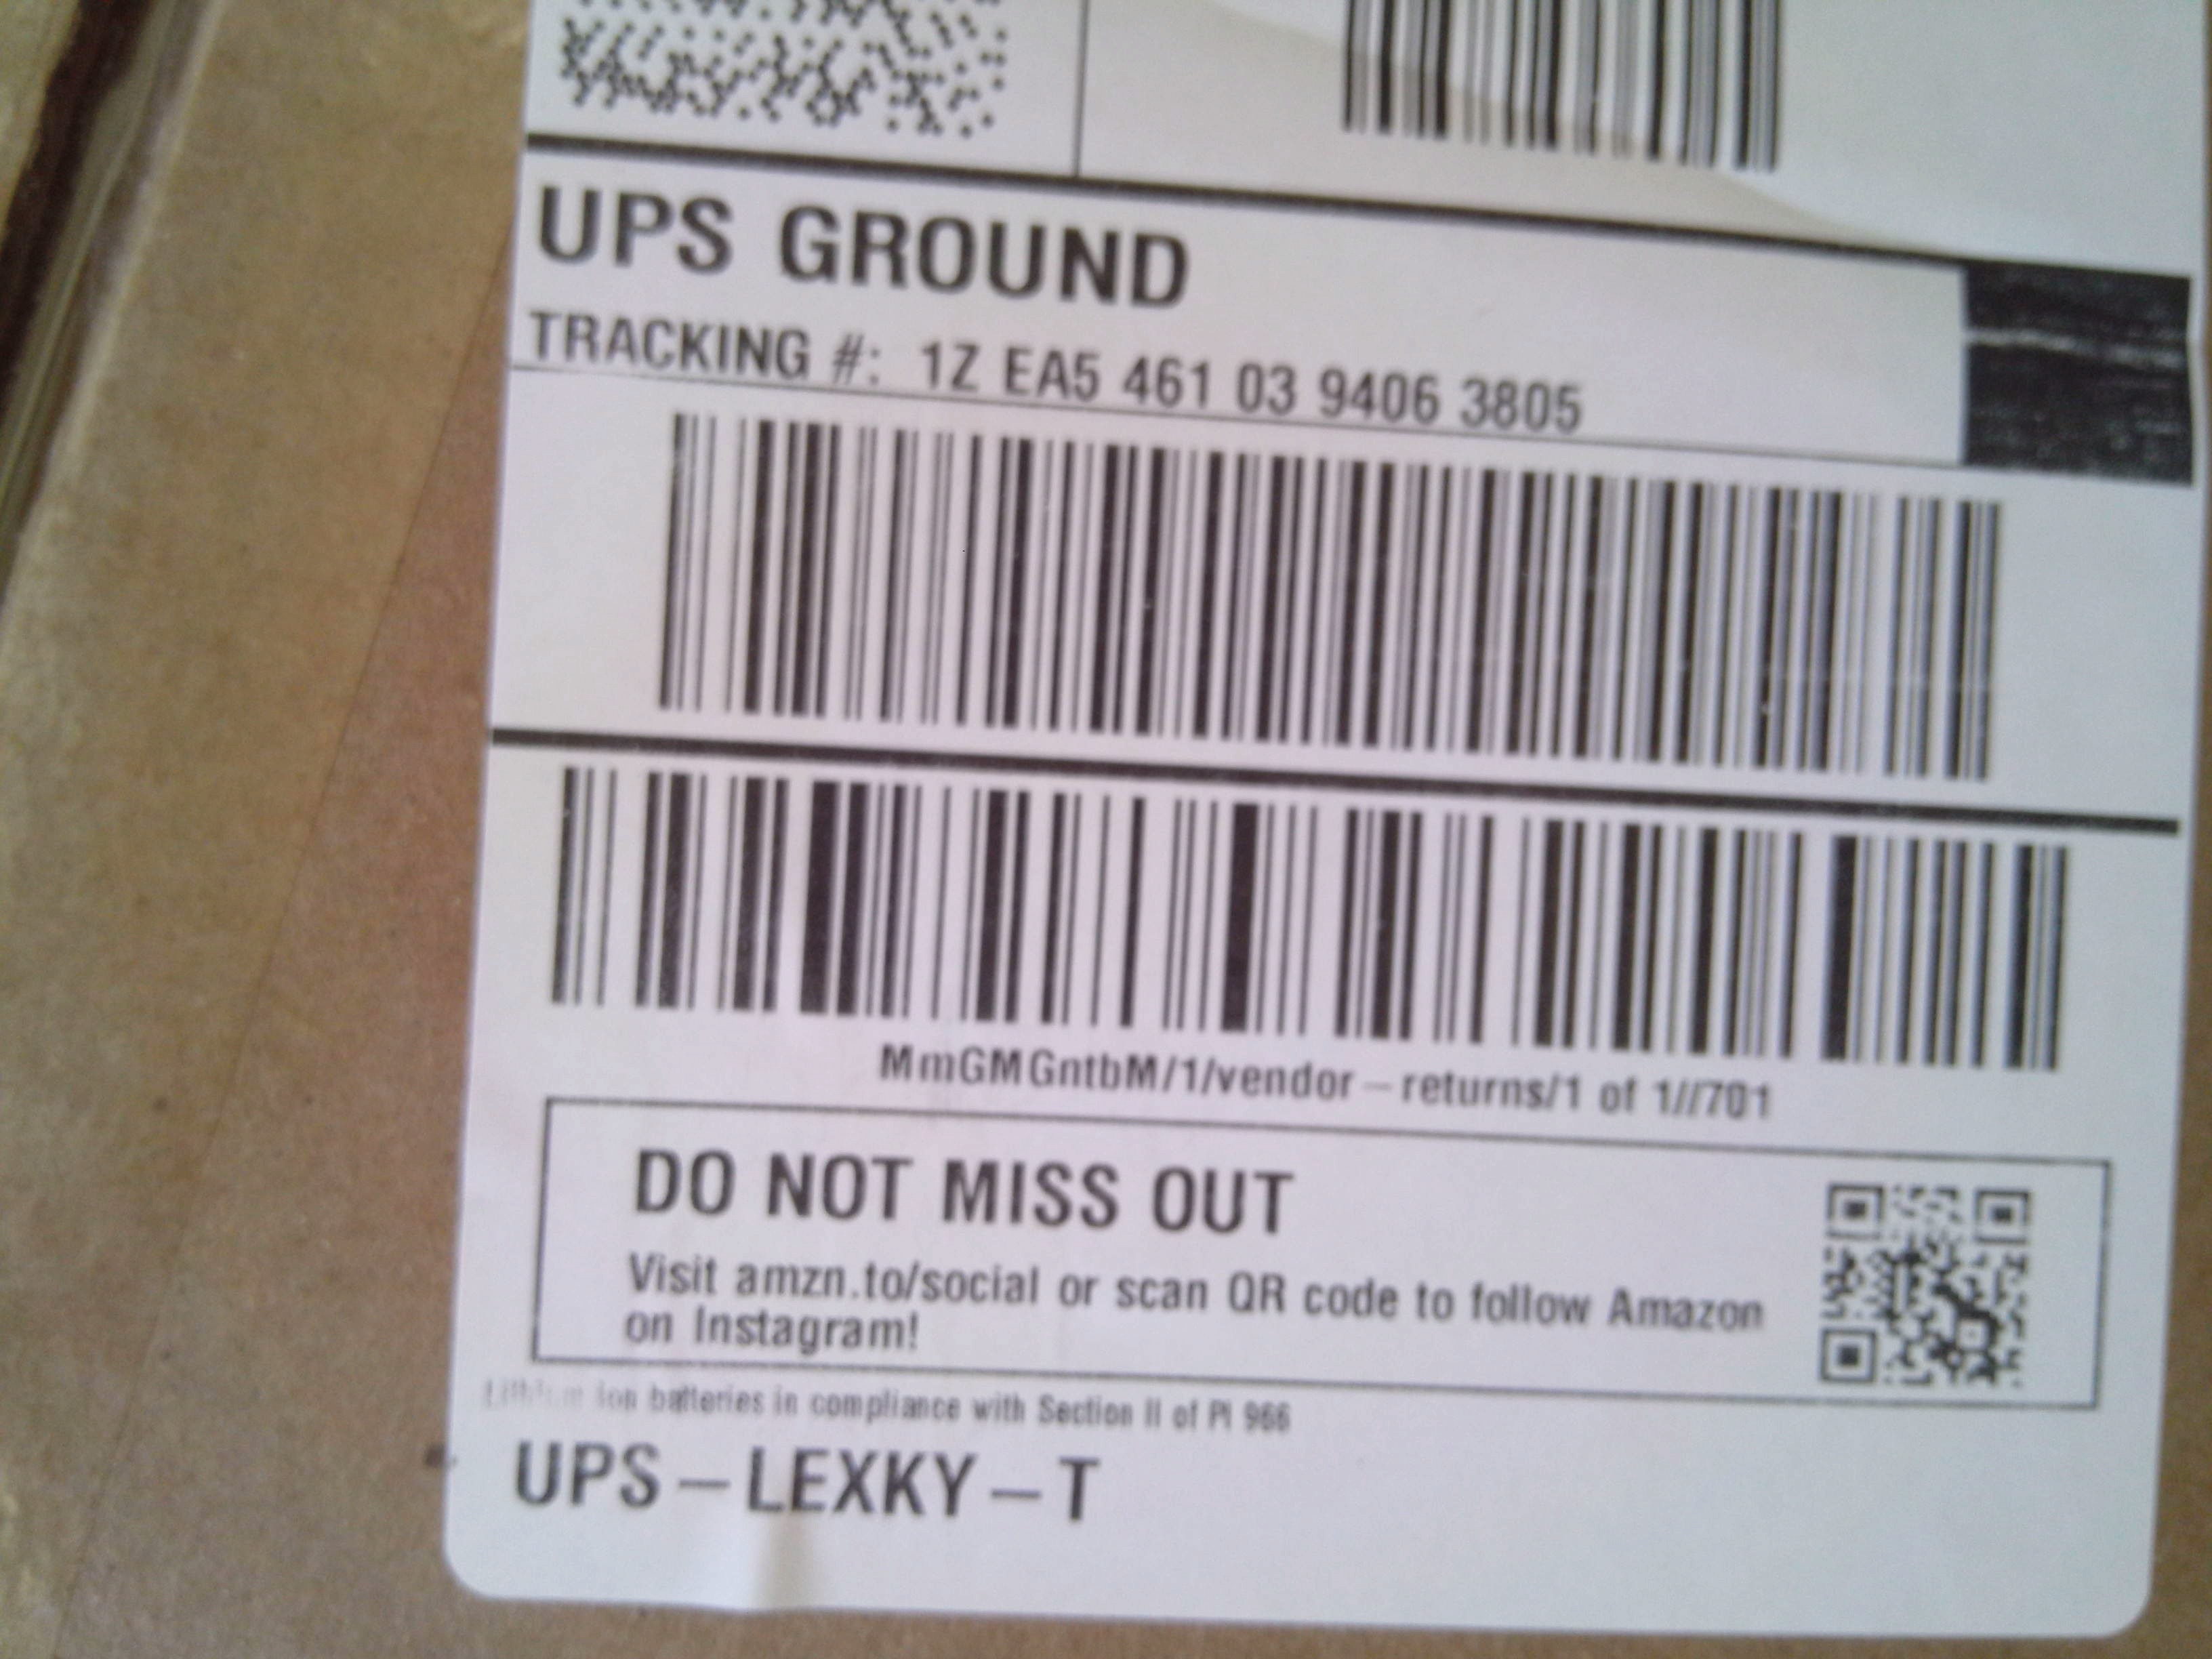 UPS GROUND
TRACKING #: 1Z EA5 461 03 9406 3805
MmGMGntbM/1/vendor-returns/1 of 1//701
DO NOT MISS OUT
Visit amzn.to/social or scan QR code to follow Amazon
on Instagram!
Lithium Ion batteries in compliance with Section II of PI 966
UPS-LEXKY-T